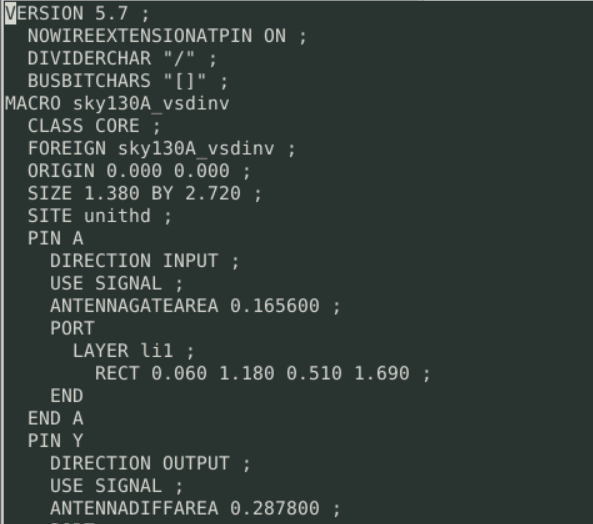 VERSION 5.7 ;
NOWIREEXTENSIONATPIN ON ;
DIVIDERCHAR "/" ;
BUSBITCHARS "[]" ;
MACRO sky130A_vsdinv
CLASS CORE ;
FOREIGN sky130A_vsdinv ;
ORIGIN 0.000 0.000 ;
SIZE 1.380 BY 2.720 ;
SITE unithd ;
PIN A
DIRECTION INPUT ;
USE SIGNAL ;
ANTENNAGATEAREA 0.165600 ;
PORT
LAYER li1 ;
RECT 0.060 1.180 0.510 1.690 ;
END
END A
PIN Y
DIRECTION OUTPUT ;
USE SIGNAL ;
ANTENNADIFFAREA 0.287800 ;